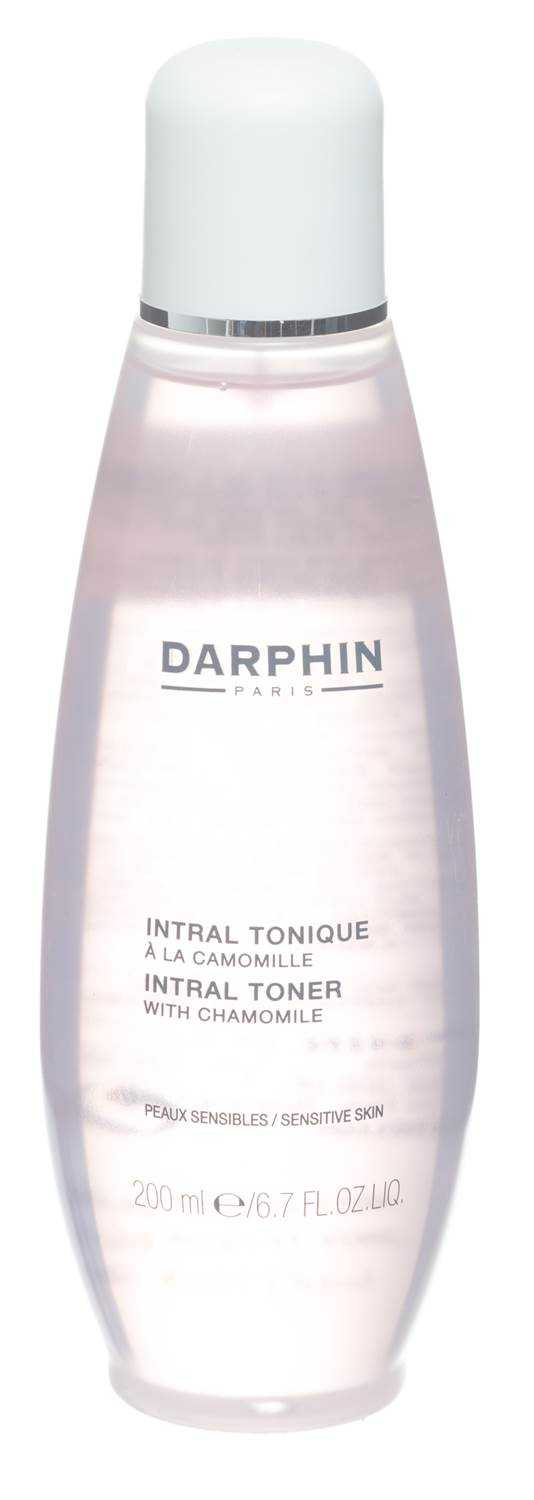 DARPHIN
PARIS
INTRAL TONIQUE
À LA CAMOMILLE
INTRAL TONER
WITH CHAMOMILE
PEAUX SENSIBLES / SENSITIVE SKIN
200 ml ℮/6.7 FL.OZ.LIQ.